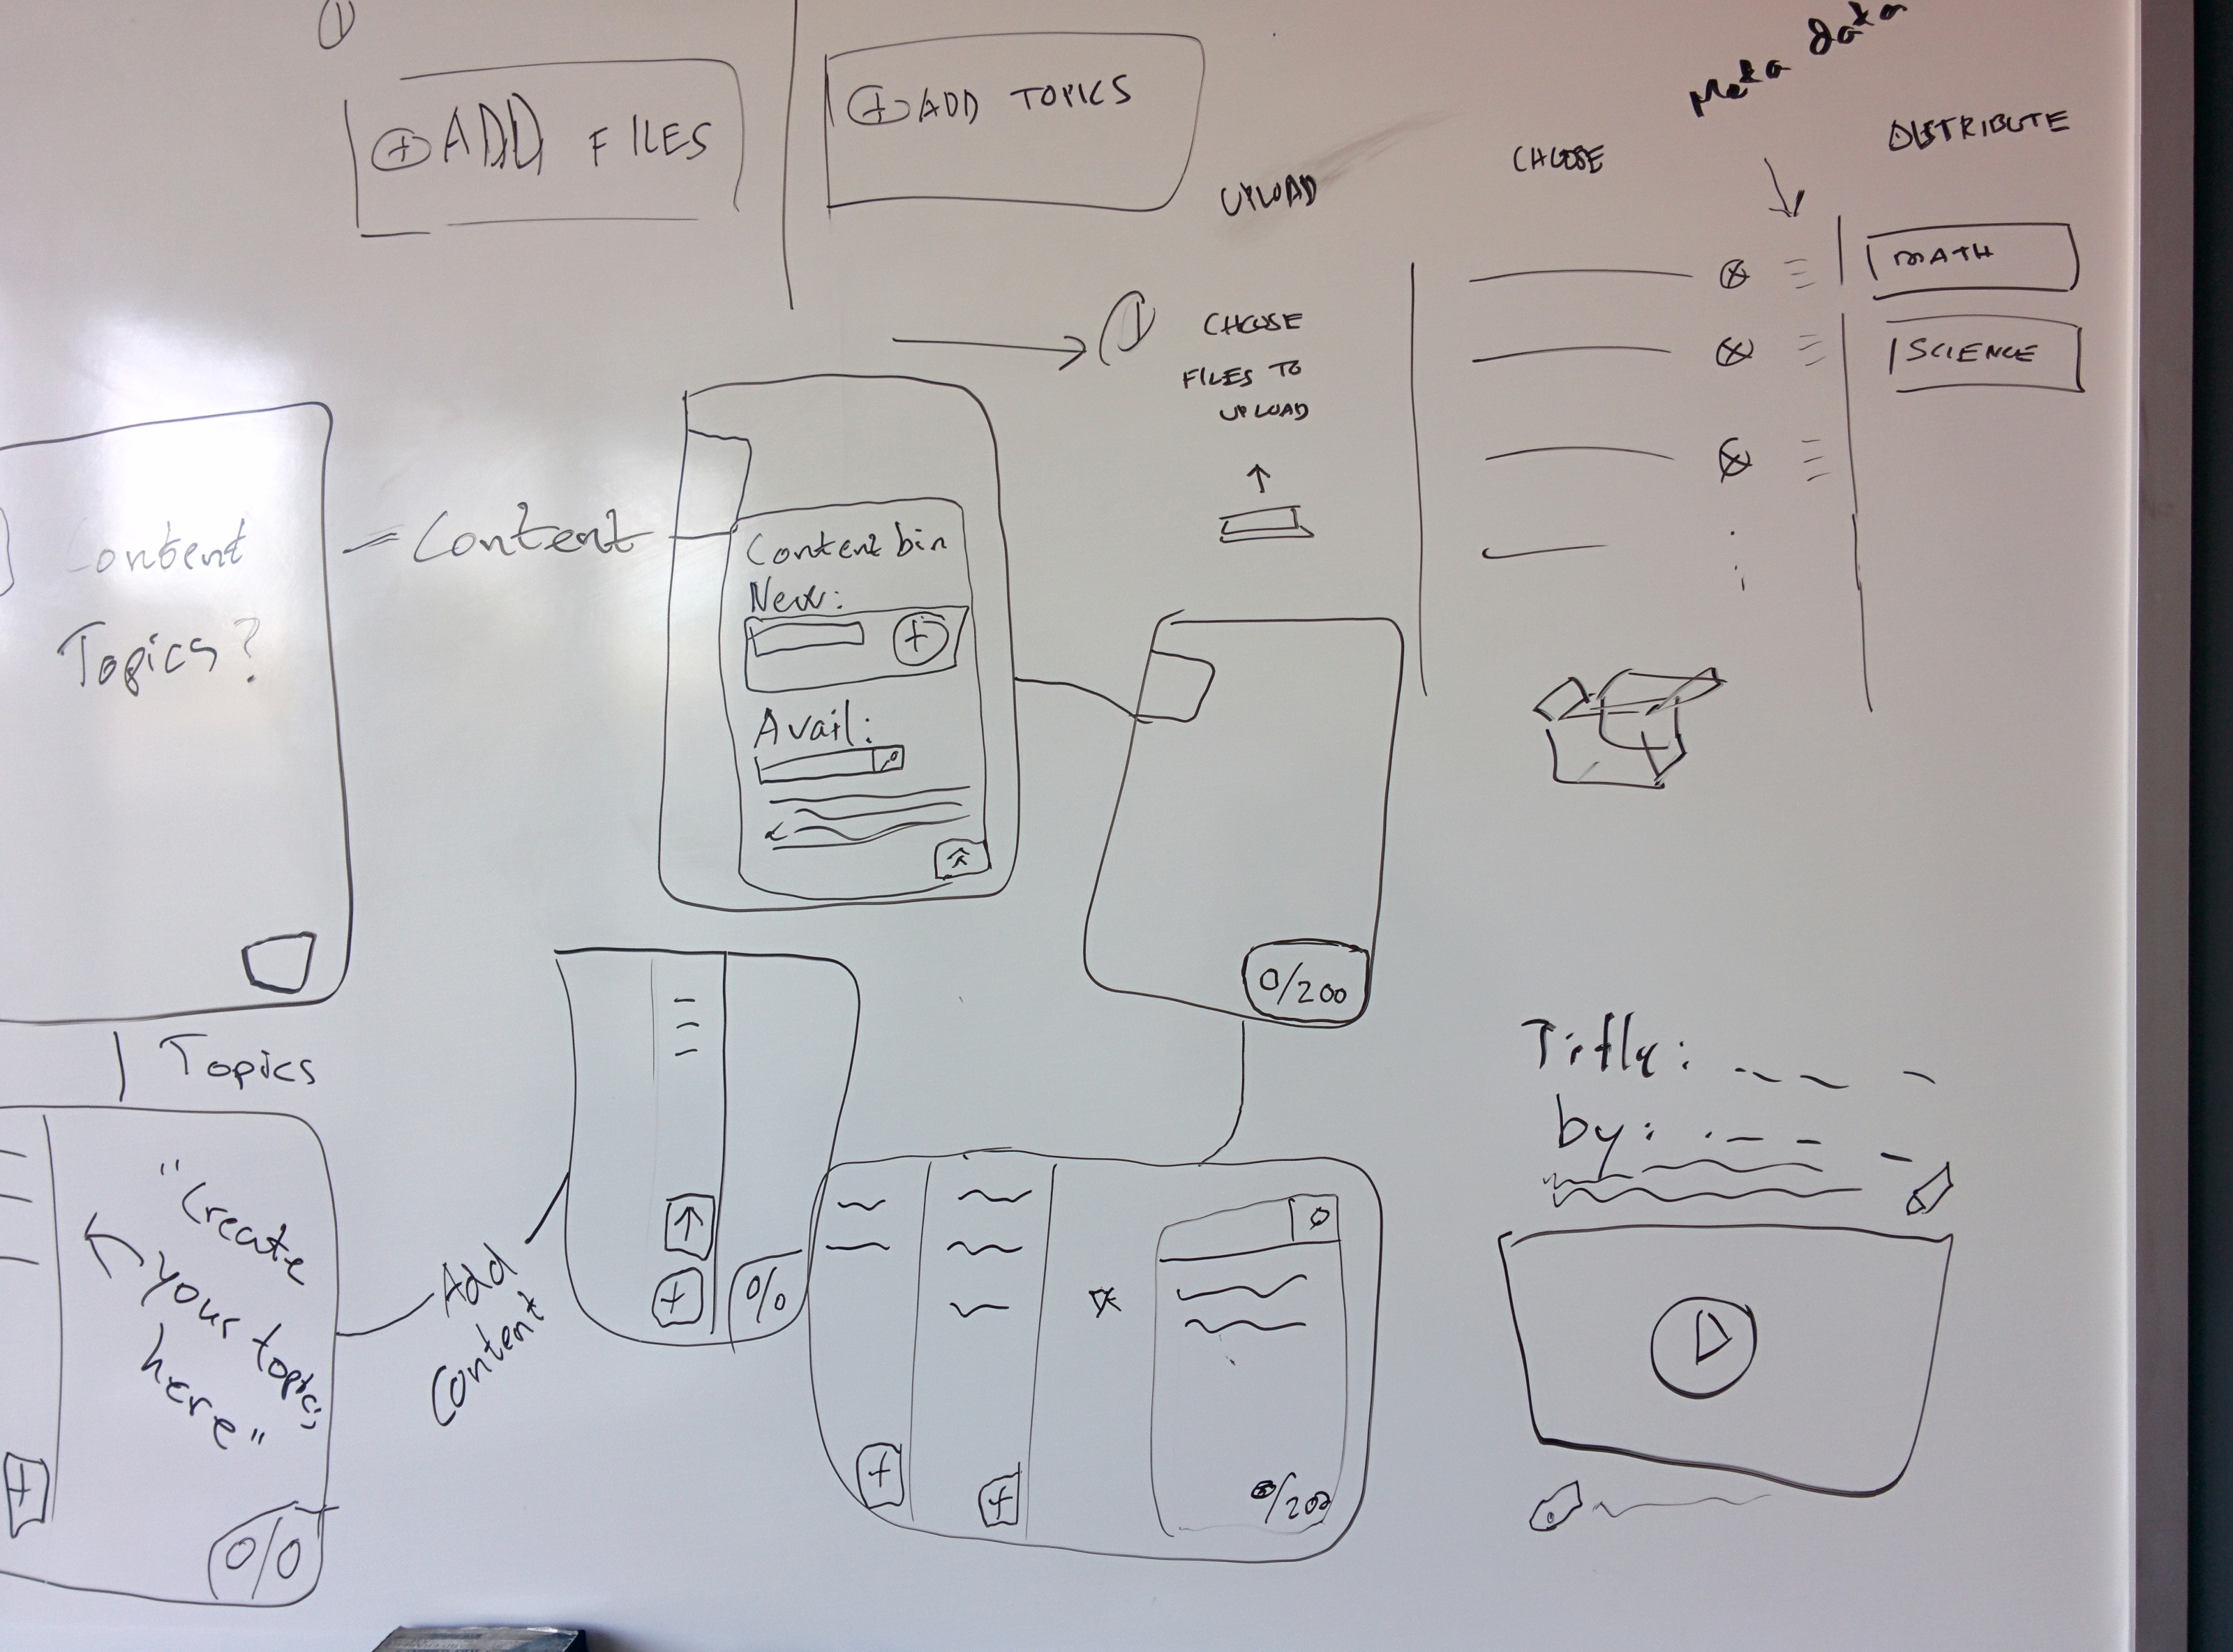 1
+ ADD FILES
+ ADD TOPICS
UPLOAD
CHOOSE
Meta data
DISTRIBUTE
1
CHOOSE
FILES TO
UPLOAD
MATH
SCIENCE
Content
Topics?
Content
Content bin
New:
+
Avail:
0/200
Topics
"Create
your topics
here"
+
0/0
Add
Content
+
0/0
+
+
0/200
Title:
by: